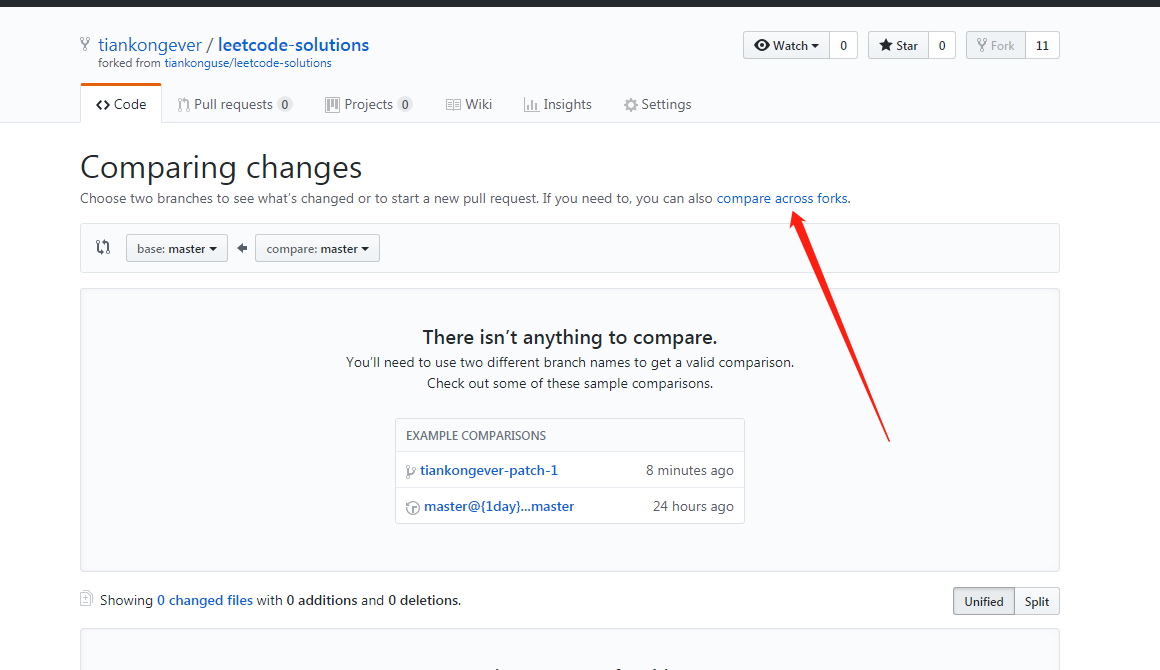 tiankongever / leetcode-solutions
Watch 0 Star 0 Fork 11
forked from tiankonguse/leetcode-solutions
Code Pull requests 0 Projects 0 Wiki Insights Settings
Comparing changes
Choose two branches to see what's changed or to start a new pull request. If you need to, you can also compare across forks.
base: master compare: master
There isn't anything to compare.
You'll need to use two different branch names to get a valid comparison.
Check out some of these sample comparisons.
EXAMPLE COMPARISONS
tiankongever-patch-1 8 minutes ago
master@{1day}...master 24 hours ago
Showing 0 changed files with 0 additions and 0 deletions.
Unified Split